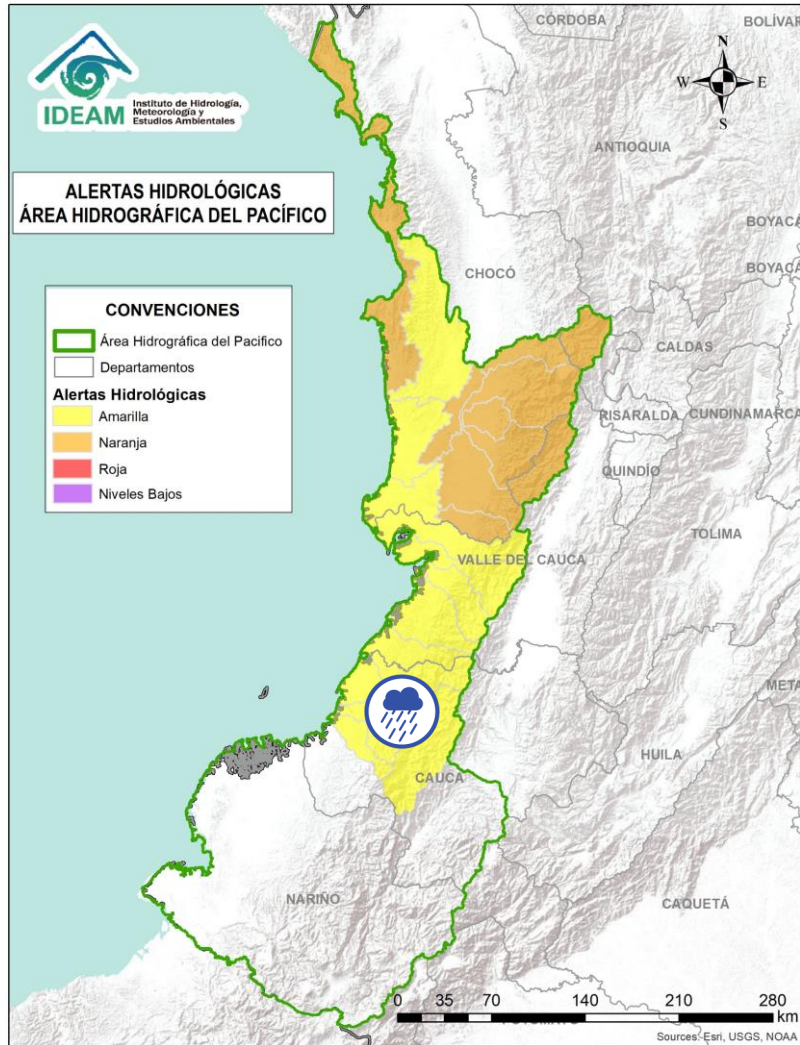 IDEAM
Instituto de Hidrología,
Meteorología y
Estudios Ambientales
ALERTAS HIDROLÓGICAS
ÁREA HIDROGRÁFICA DEL PACÍFICO
CONVENCIONES
Área Hidrográfica del Pacifico
Departamentos
Alertas Hidrológicas
Amarilla
Naranja
Roja
Niveles Bajos
CÓRDOBA
BOLÍVAR
N
W E
S
ANTIOQUIA
BOYACÁ
CHOCÓ
BOYACÁ
CALDAS
RISARALDA
CUNDINAMARCA
QUINDÍO
TOLIMA
VALLE DEL CAUCA
META
HUILA
CAUCA
NARIÑO
CAQUETÁ
0 35 70 140 210 280
km
Sources: Esri, USGS, NOAA